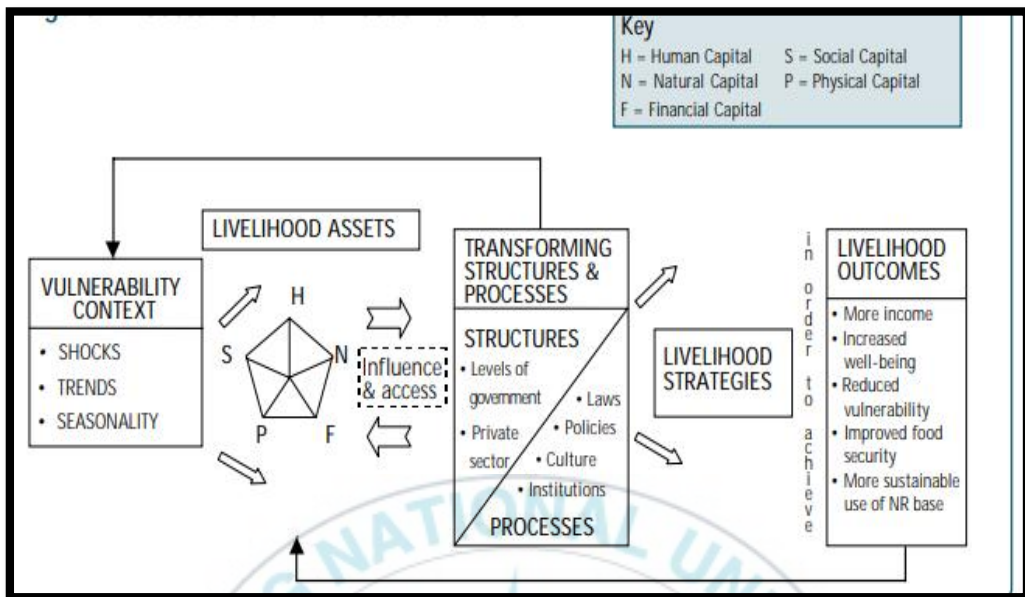 Key
H = Human Capital S = Social Capital
N = Natural Capital P = Physical Capital
F = Financial Capital
LIVELIHOOD ASSETS
VULNERABILITY
CONTEXT
• SHOCKS
• TRENDS
• SEASONALITY
H
S
N
P
F
Influence
& access
TRANSFORMING
STRUCTURES &
PROCESSES
STRUCTURES
• Levels of
government
• Private
sector
• Laws
• Policies
• Culture
• Institutions
PROCESSES
LIVELIHOOD
STRATEGIES
in order to achieve
LIVELIHOOD
OUTCOMES
• More income
• Increased
well-being
• Reduced
vulnerability
• Improved food
security
• More sustainable
use of NR base
NATIONAL UN